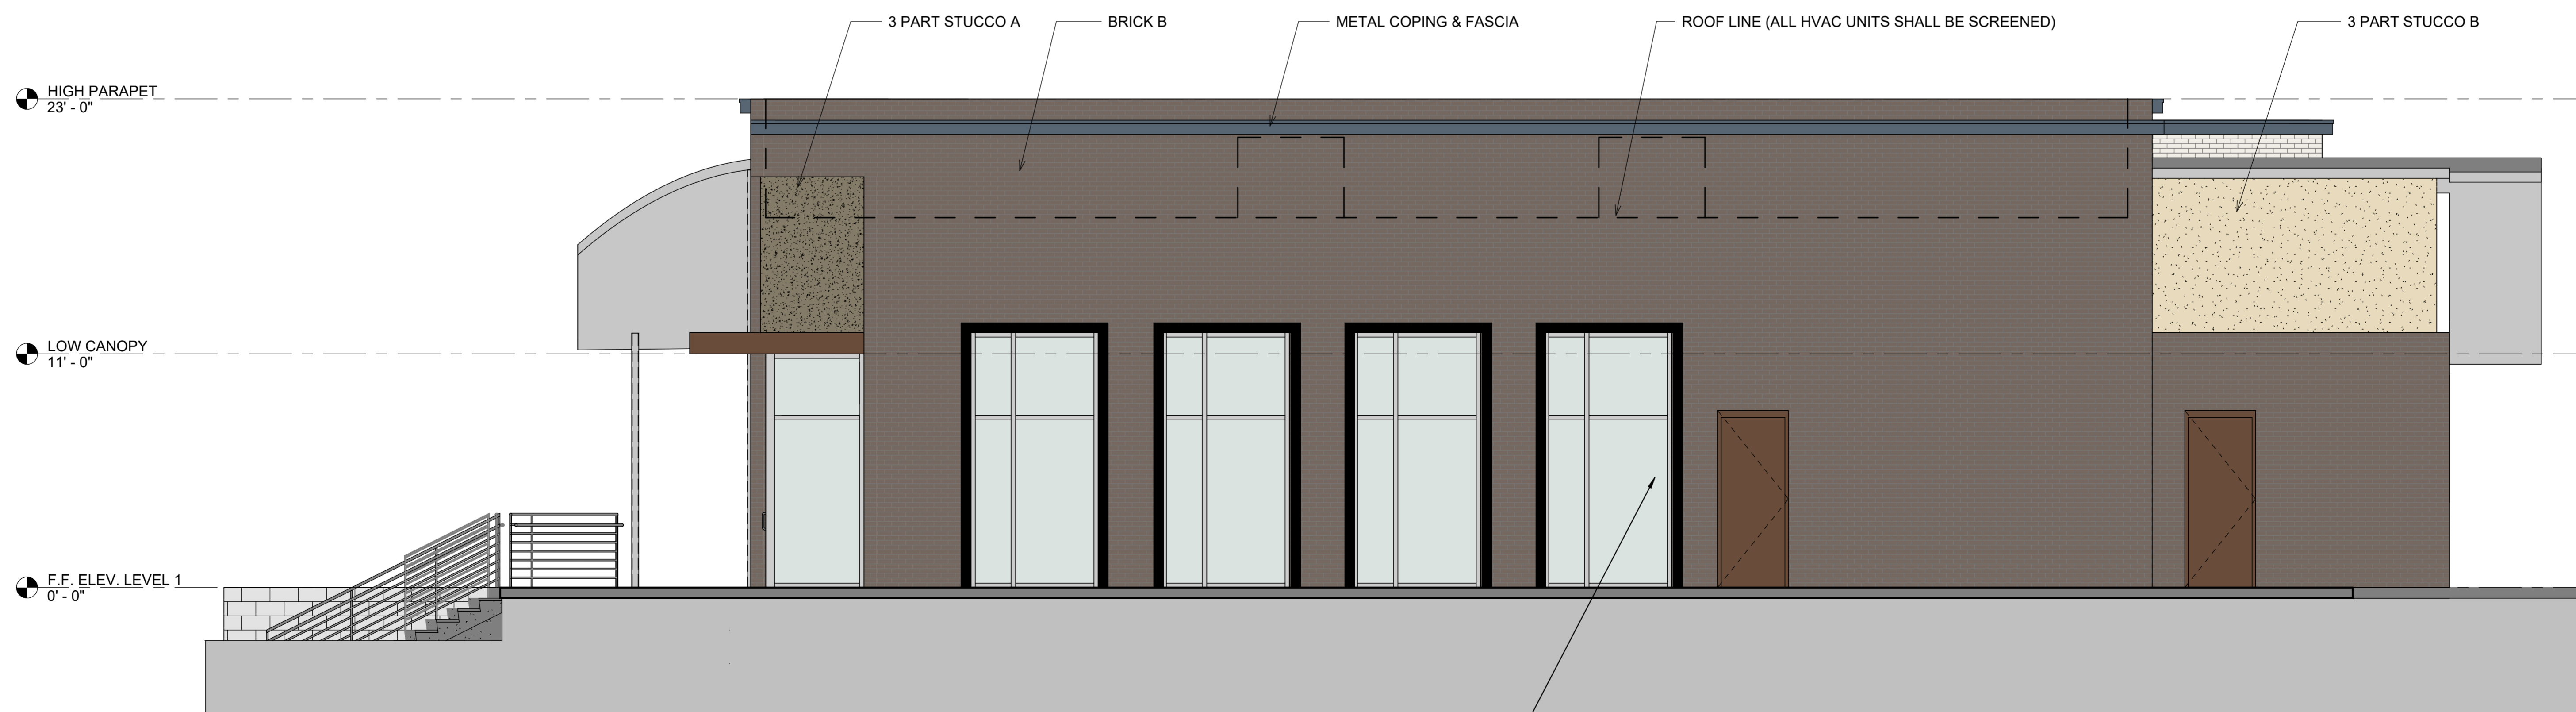 3 PART STUCCO A
BRICK B
METAL COPING & FASCIA
ROOF LINE (ALL HVAC UNITS SHALL BE SCREENED)
3 PART STUCCO B
HIGH PARAPET
23' - 0"
LOW CANOPY
11' - 0"
F.F. ELEV. LEVEL 1
0' - 0"